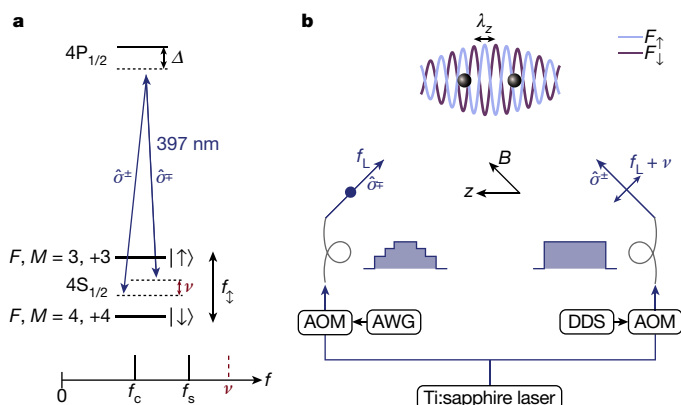 a
4P1/2
Δ
397 nm
σ̂± σ̂∓
F, M = 3, +3 |↑⟩
4S1/2 ν f↕
F, M = 4, +4 |↓⟩
0 fc fs ν f
b
λz
F↑
F↓
fL σ̂∓
B
z
σ̂± fL + ν
AOM AWG DDS AOM
Ti:sapphire laser